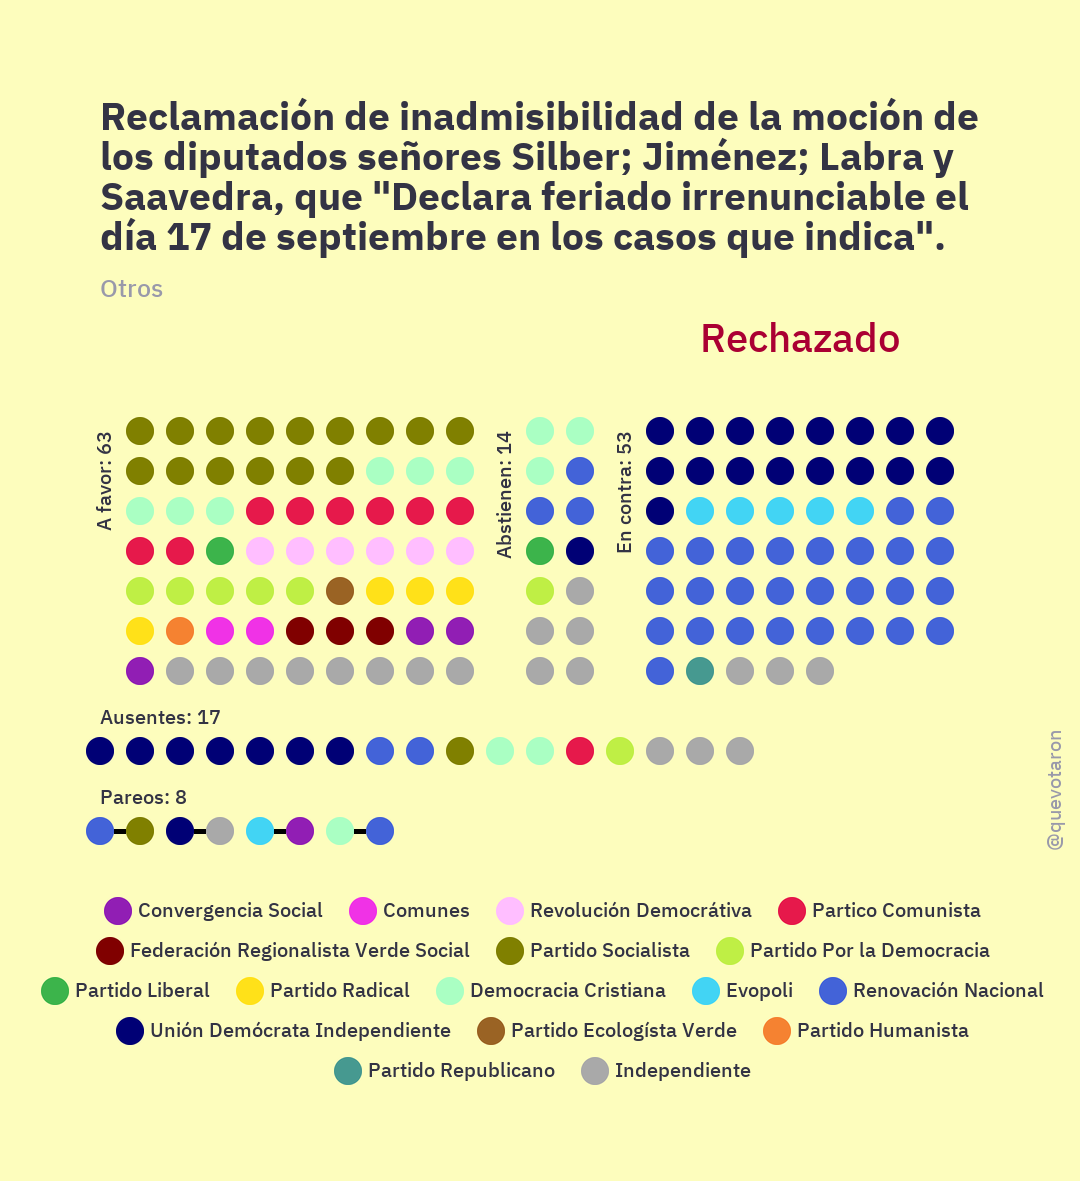 Reclamación de inadmisibilidad de la moción de
los diputados señores Silber; Jiménez; Labra y
Saavedra, que "Declara feriado irrenunciable el
día 17 de septiembre en los casos que indica".
Otros
Rechazado
A favor: 63
Abstienen: 14
En contra: 53
Ausentes: 17
Pareos: 8
@quevotaron
Convergencia Social Comunes Revolución Democrátiva Partico Comunista
Federación Regionalista Verde Social Partido Socialista Partido Por la Democracia
Partido Liberal Partido Radical Democracia Cristiana Evopoli Renovación Nacional
Unión Demócrata Independiente Partido Ecologísta Verde Partido Humanista
Partido Republicano Independiente